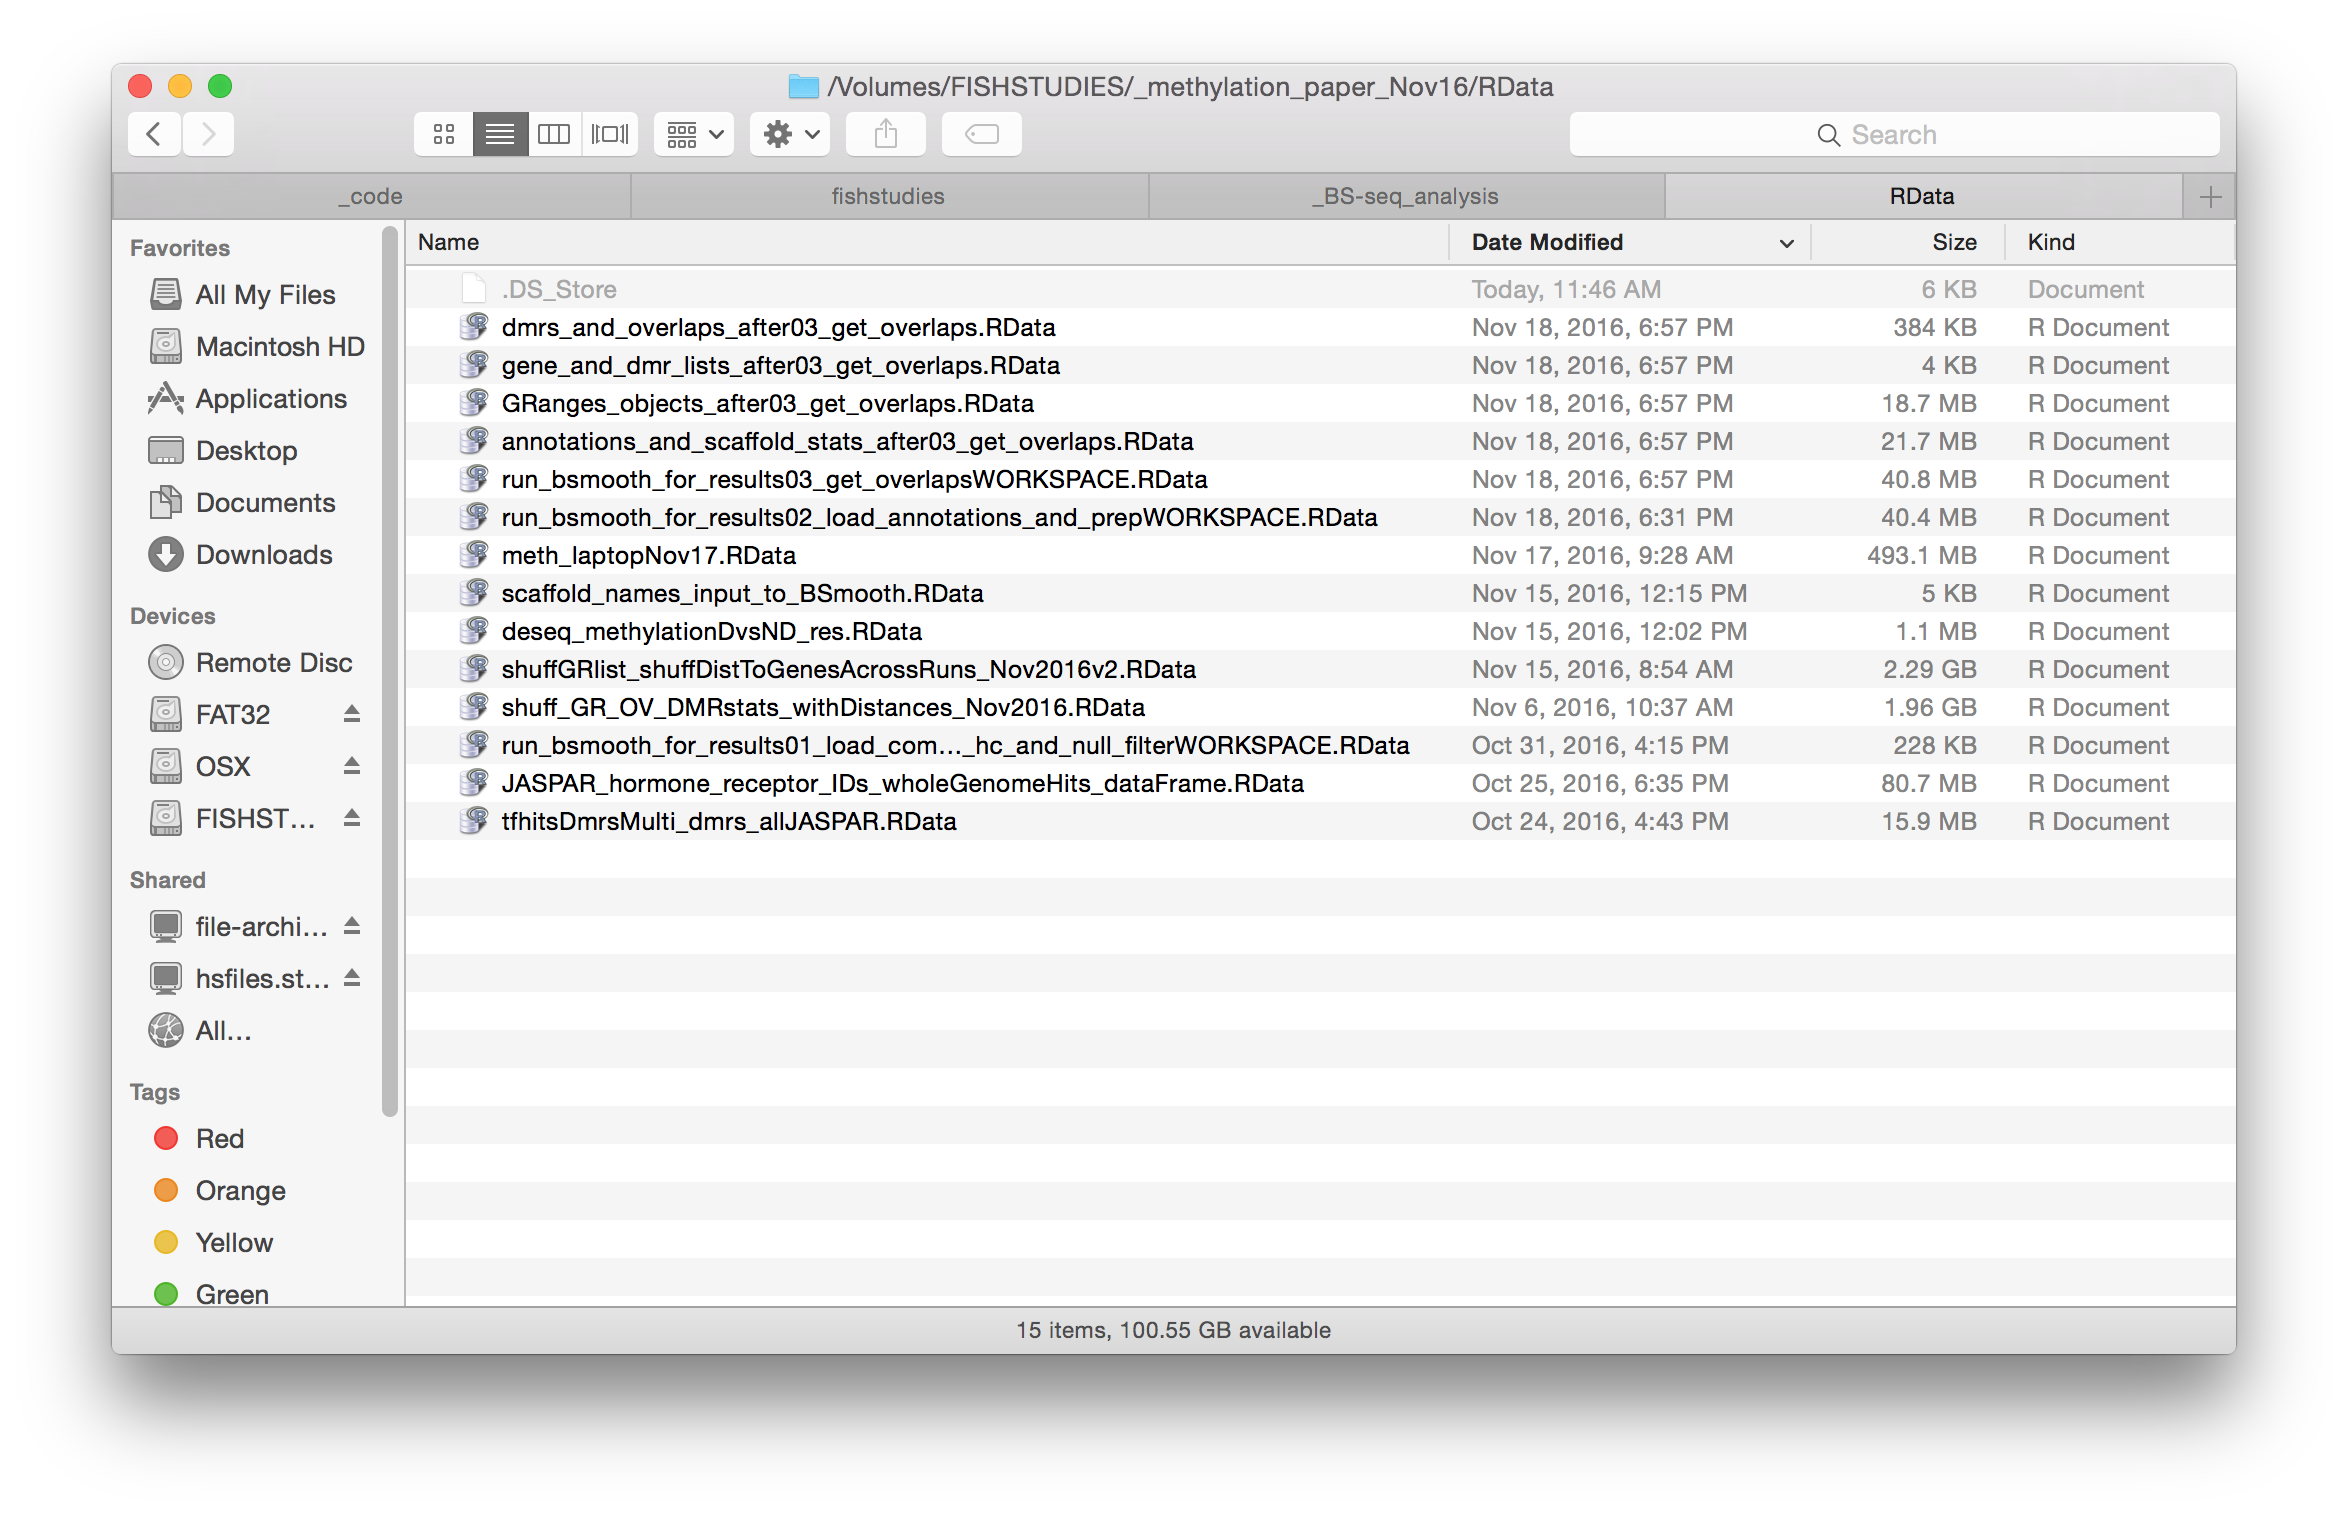 /Volumes/FISHSTUDIES/_methylation_paper_Nov16/RData
Search
_code fishstudies _BS-seq_analysis RData
Favorites
All My Files
Macintosh HD
Applications
Desktop
Documents
Downloads
Devices
Remote Disc
FAT32
OSX
FISHST...
Shared
file-archi...
hsfiles.st...
All...
Tags
Red
Orange
Yellow
Green
Name Date Modified Size Kind
.DS_Store Today, 11:46 AM 6 KB Document
dmrs_and_overlaps_after03_get_overlaps.RData Nov 18, 2016, 6:57 PM 384 KB R Document
gene_and_dmr_lists_after03_get_overlaps.RData Nov 18, 2016, 6:57 PM 4 KB R Document
GRanges_objects_after03_get_overlaps.RData Nov 18, 2016, 6:57 PM 18.7 MB R Document
annotations_and_scaffold_stats_after03_get_overlaps.RData Nov 18, 2016, 6:57 PM 21.7 MB R Document
run_bsmooth_for_results03_get_overlapsWORKSPACE.RData Nov 18, 2016, 6:57 PM 40.8 MB R Document
run_bsmooth_for_results02_load_annotations_and_prepWORKSPACE.RData Nov 18, 2016, 6:31 PM 40.4 MB R Document
meth_laptopNov17.RData Nov 17, 2016, 9:28 AM 493.1 MB R Document
scaffold_names_input_to_BSmooth.RData Nov 15, 2016, 12:15 PM 5 KB R Document
deseq_methylationDvsND_res.RData Nov 15, 2016, 12:02 PM 1.1 MB R Document
shuffGRlist_shuffDistToGenesAcrossRuns_Nov2016v2.RData Nov 15, 2016, 8:54 AM 2.29 GB R Document
shuff_GR_OV_DMRstats_withDistances_Nov2016.RData Nov 6, 2016, 10:37 AM 1.96 GB R Document
run_bsmooth_for_results01_load_com..._hc_and_null_filterWORKSPACE.RData Oct 31, 2016, 4:15 PM 228 KB R Document
JASPAR_hormone_receptor_IDs_wholeGenomeHits_dataFrame.RData Oct 25, 2016, 6:35 PM 80.7 MB R Document
tfhitsDmrsMulti_dmrs_allJASPAR.RData Oct 24, 2016, 4:43 PM 15.9 MB R Document
15 items, 100.55 GB available